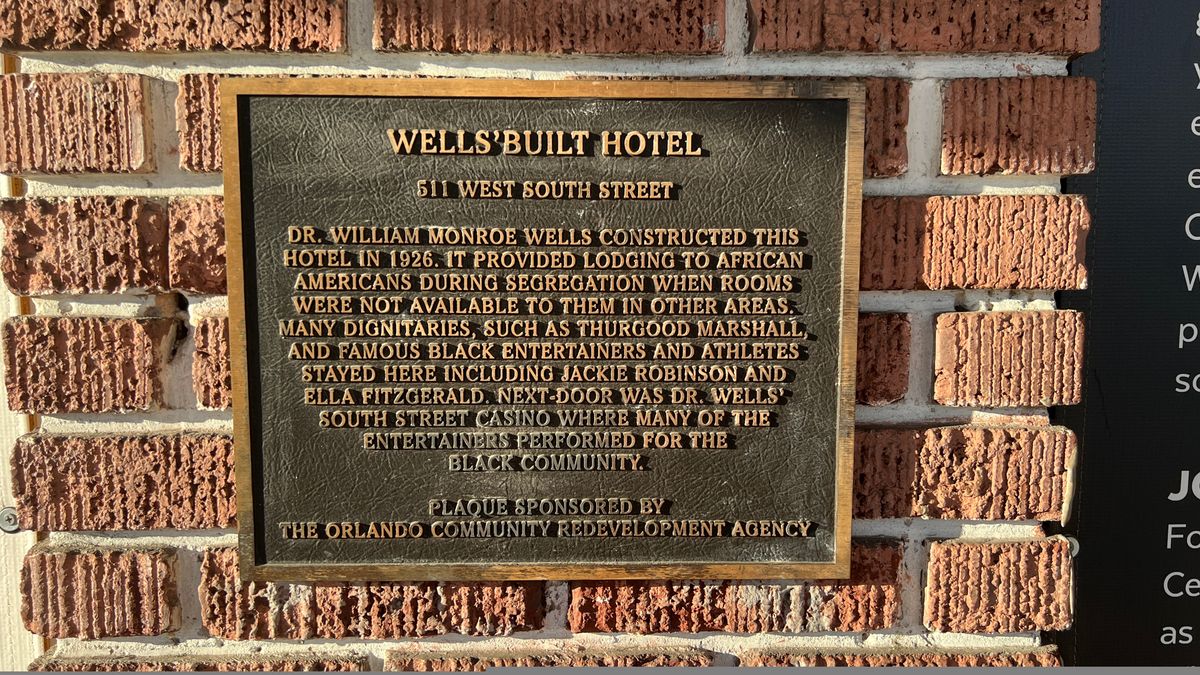 WELLS'BUILT HOTEL
511 WEST SOUTH STREET
DR. WILLIAM MONROE WELLS CONSTRUCTED THIS
HOTEL IN 1926. IT PROVIDED LODGING TO AFRICAN
AMERICANS DURING SEGREGATION WHEN ROOMS
WERE NOT AVAILABLE TO THEM IN OTHER AREAS.
MANY DIGNITARIES, SUCH AS THURGOOD MARSHALL,
AND FAMOUS BLACK ENTERTAINERS AND ATHLETES
STAYED HERE INCLUDING JACKIE ROBINSON AND
ELLA FITZGERALD. NEXT-DOOR WAS DR. WELLS'
SOUTH STREET CASINO WHERE MANY OF THE
ENTERTAINERS PERFORMED FOR THE
BLACK COMMUNITY.
PLAQUE SPONSORED BY
THE ORLANDO COMMUNITY REDEVELOPMENT AGENCY
as